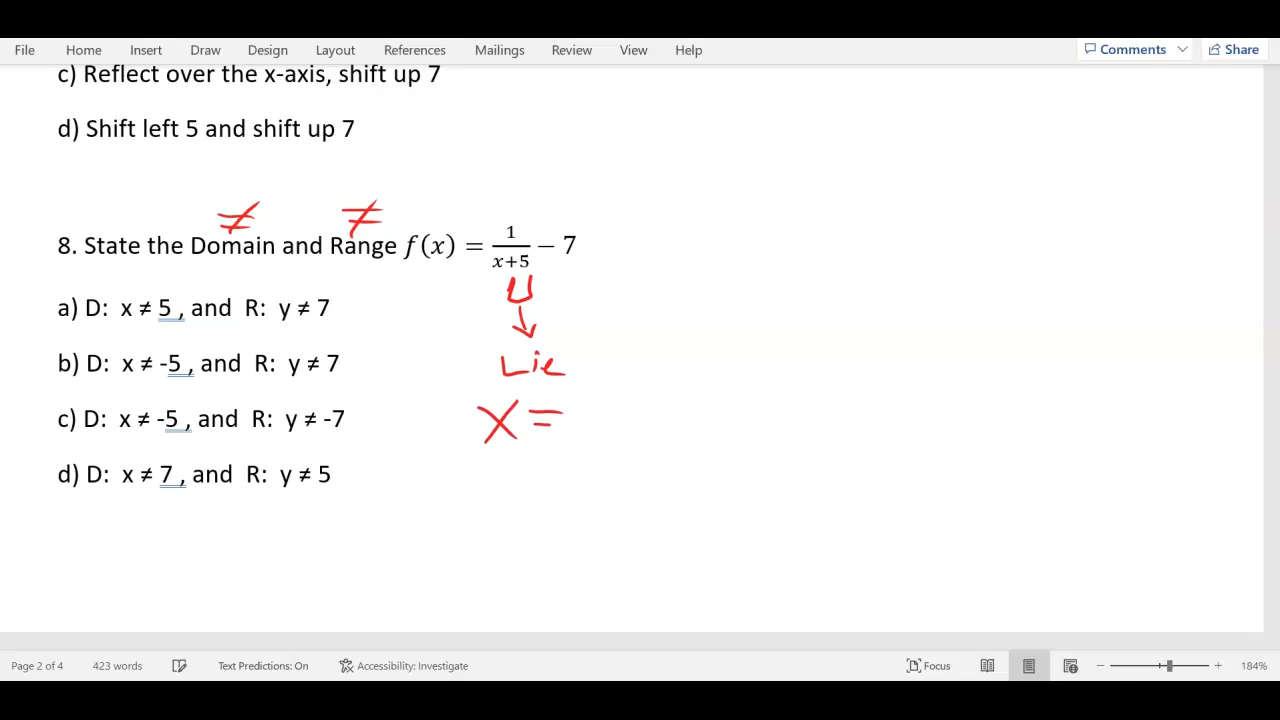 File Home Insert Draw Design Layout References Mailings Review View Help Comments Share
c) Reflect over the x-axis, shift up 7
d) Shift left 5 and shift up 7
≠ ≠
8. State the Domain and Range f(x) = 1/(x+5) − 7
a) D: x ≠ 5 , and R: y ≠ 7
b) D: x ≠ -5 , and R: y ≠ 7
Lie
c) D: x ≠ -5 , and R: y ≠ -7
X =
d) D: x ≠ 7 , and R: y ≠ 5
Page 2 of 4 423 words Text Predictions: On Accessibility: Investigate Focus 184%